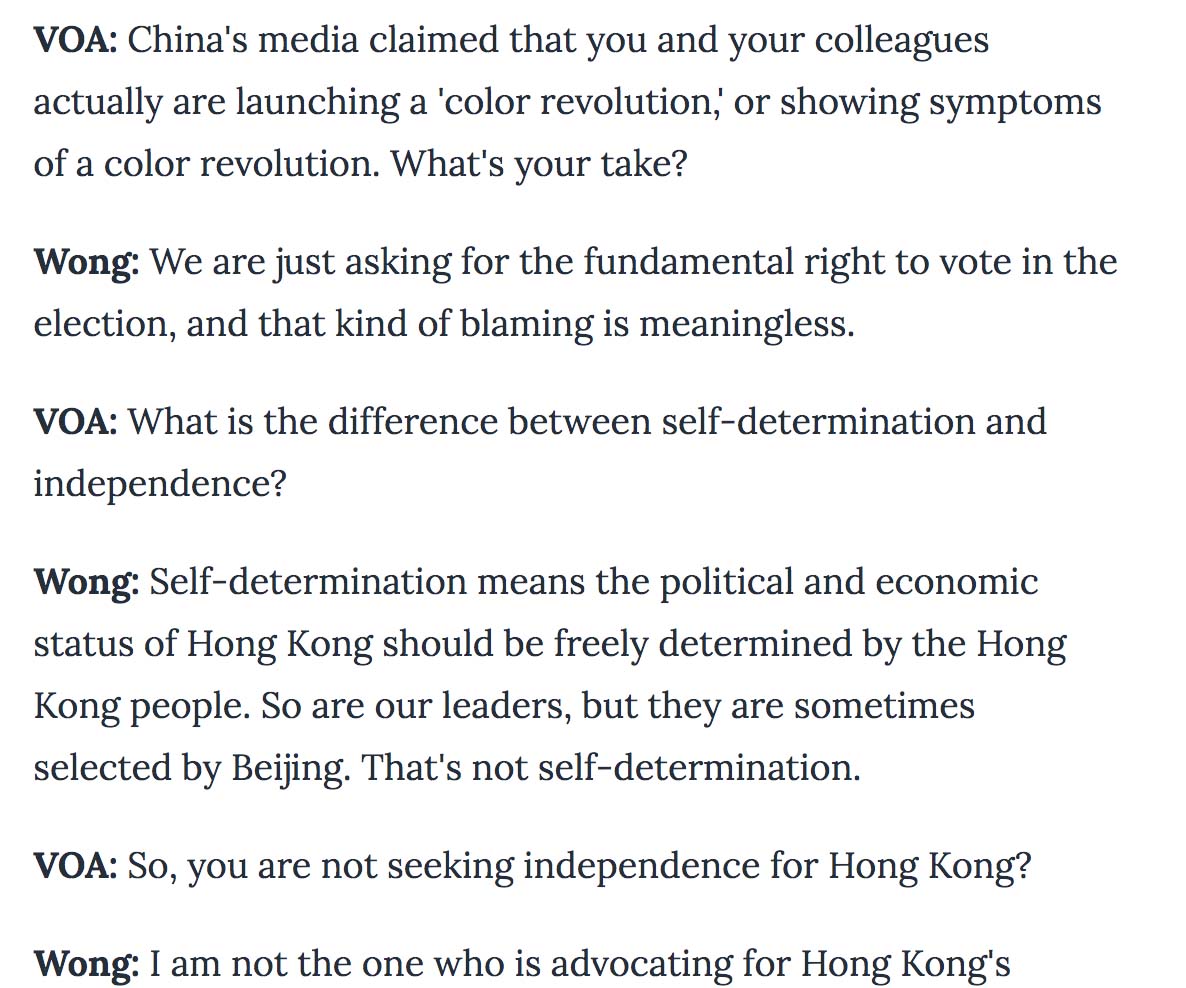 VOA: China's media claimed that you and your colleagues
actually are launching a 'color revolution,' or showing symptoms
of a color revolution. What's your take?
Wong: We are just asking for the fundamental right to vote in the
election, and that kind of blaming is meaningless.
VOA: What is the difference between self-determination and
independence?
Wong: Self-determination means the political and economic
status of Hong Kong should be freely determined by the Hong
Kong people. So are our leaders, but they are sometimes
selected by Beijing. That's not self-determination.
VOA: So, you are not seeking independence for Hong Kong?
Wong: I am not the one who is advocating for Hong Kong's